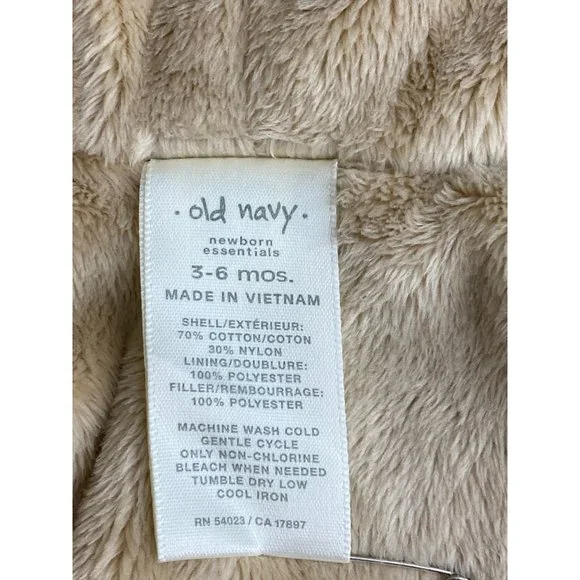 · old navy ·
newborn
essentials
3-6 mos.
MADE IN VIETNAM
SHELL/EXTÉRIEUR:
70% COTTON/COTON
30% NYLON
LINING/DOUBLURE:
100% POLYESTER
FILLER/REMBOURRAGE:
100% POLYESTER
MACHINE WASH COLD
GENTLE CYCLE
ONLY NON-CHLORINE
BLEACH WHEN NEEDED
TUMBLE DRY LOW
COOL IRON
RN 54023 / CA 17897